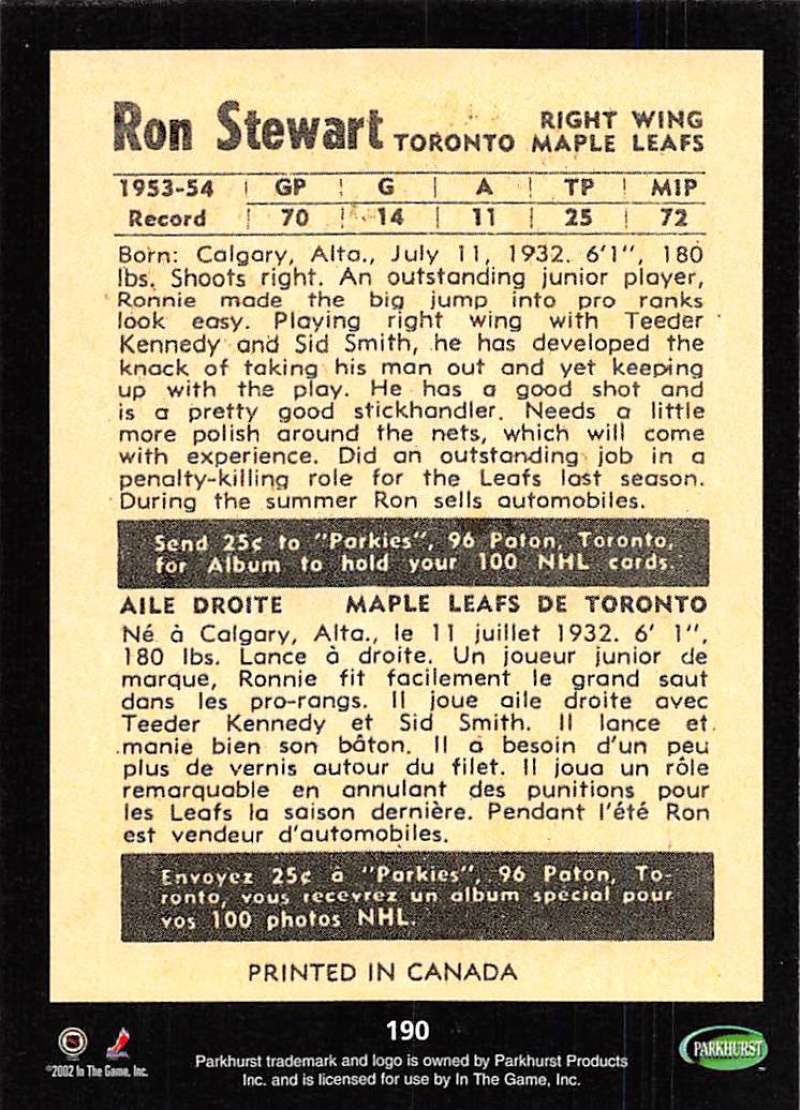 Ron Stewart TORONTO RIGHT WING MAPLE LEAFS
1953-54 GP G A TP MIP
Record 70 14 11 25 72
Born: Calgary, Alta., July 11, 1932. 6'1", 180
lbs. Shoots right. An outstanding junior player,
Ronnie made the big jump into pro ranks
look easy. Playing right wing with Teeder
Kennedy and Sid Smith, he has developed the
knack of taking his man out and yet keeping
up with the play. He has a good shot and
is a pretty good stickhandler. Needs a little
more polish around the nets, which will come
with experience. Did an outstanding job in a
penalty-killing role for the Leafs last season.
During the summer Ron sells automobiles.
Send 25¢ to "Parkies", 96 Paton, Toronto,
for Album to hold your 100 NHL cards.
AILE DROITE MAPLE LEAFS DE TORONTO
Né à Calgary, Alta., le 11 juillet 1932. 6' 1",
180 lbs. Lance à droite. Un joueur junior de
marque, Ronnie fit facilement le grand saut
dans les pro-rangs. Il joue aile droite avec
Teeder Kennedy et Sid Smith. Il lance et
manie bien son bâton. Il a besoin d'un peu
plus de vernis autour du filet. Il joua un rôle
remarquable en annulant des punitions pour
les Leafs la saison dernière. Pendant l'été Ron
est vendeur d'automobiles.
Envoyez 25¢ à "Parkies", 96 Paton, To-
ronto, vous recevrez un album special pour
vos 100 photos NHL.
PRINTED IN CANADA
190
©2002 In The Game, Inc.
Parkhurst trademark and logo is owned by Parkhurst Products
Inc. and is licensed for use by In The Game, Inc.
PARKHURST